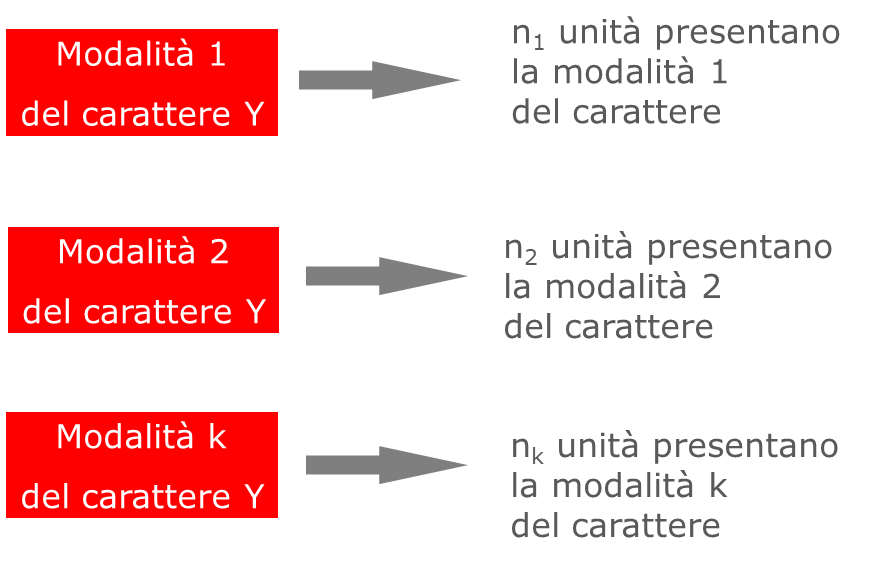 Modalità 1
del carattere Y
n₁ unità presentano
la modalità 1
del carattere
Modalità 2
del carattere Y
n₂ unità presentano
la modalità 2
del carattere
Modalità k
del carattere Y
nₖ unità presentano
la modalità k
del carattere